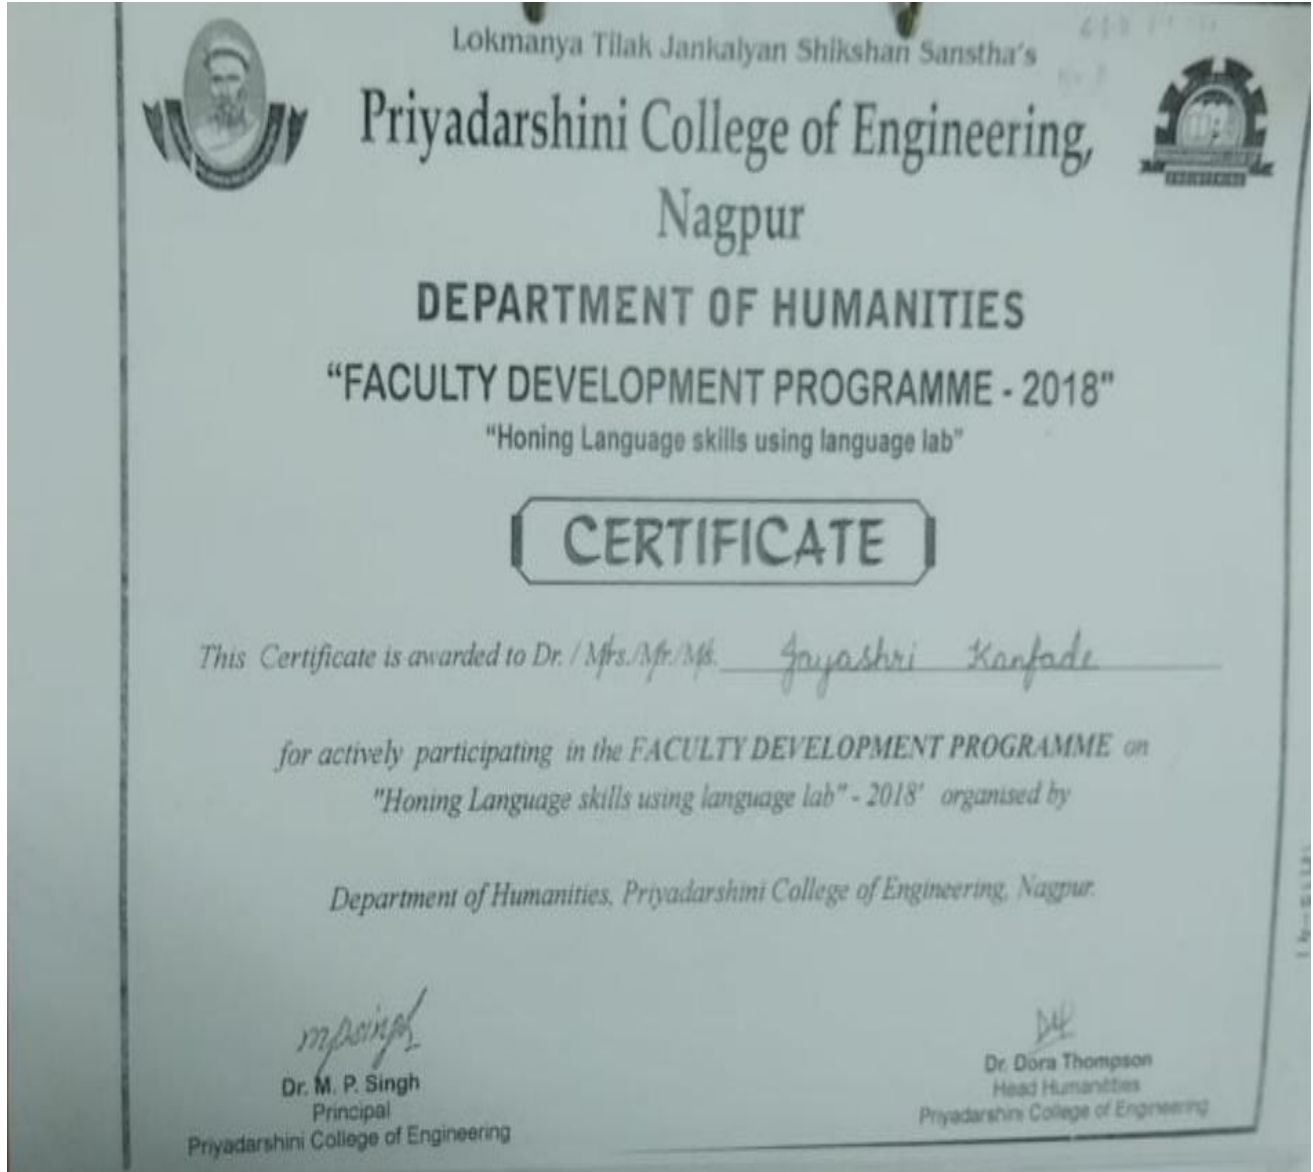 Lokmanya Tilak Jankalyan Shikshan Sanstha's
Priyadarshini College of Engineering,
Nagpur
ENGINEERING
DEPARTMENT OF HUMANITIES
“FACULTY DEVELOPMENT PROGRAMME - 2018"
“Honing Language skills using language lab”
CERTIFICATE
This Certificate is awarded to Dr. / Mrs./Mr./Ms. Jayashri Kanfade
for actively participating in the FACULTY DEVELOPMENT PROGRAMME on
"Honing Language skills using language lab" - 2018' organised by
Department of Humanities, Priyadarshini College of Engineering, Nagpur.
mpsingh
Dr. M. P. Singh
Principal
Priyadarshini College of Engineering
Dr. Dora Thompson
Head Humanities
Priyadarshini College of Engineering